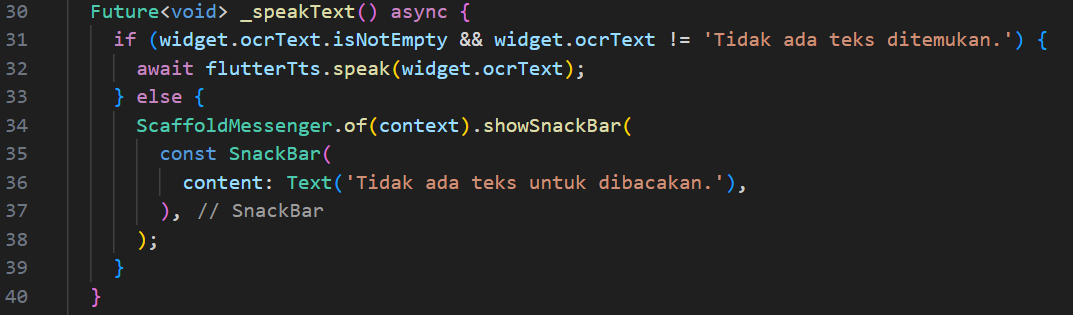 30 Future<void> _speakText() async {
31 if (widget.ocrText.isNotEmpty && widget.ocrText != 'Tidak ada teks ditemukan.') {
32 await flutterTts.speak(widget.ocrText);
33 } else {
34 ScaffoldMessenger.of(context).showSnackBar(
35 const SnackBar(
36 content: Text('Tidak ada teks untuk dibacakan.'),
37 ), // SnackBar
38 );
39 }
40 }